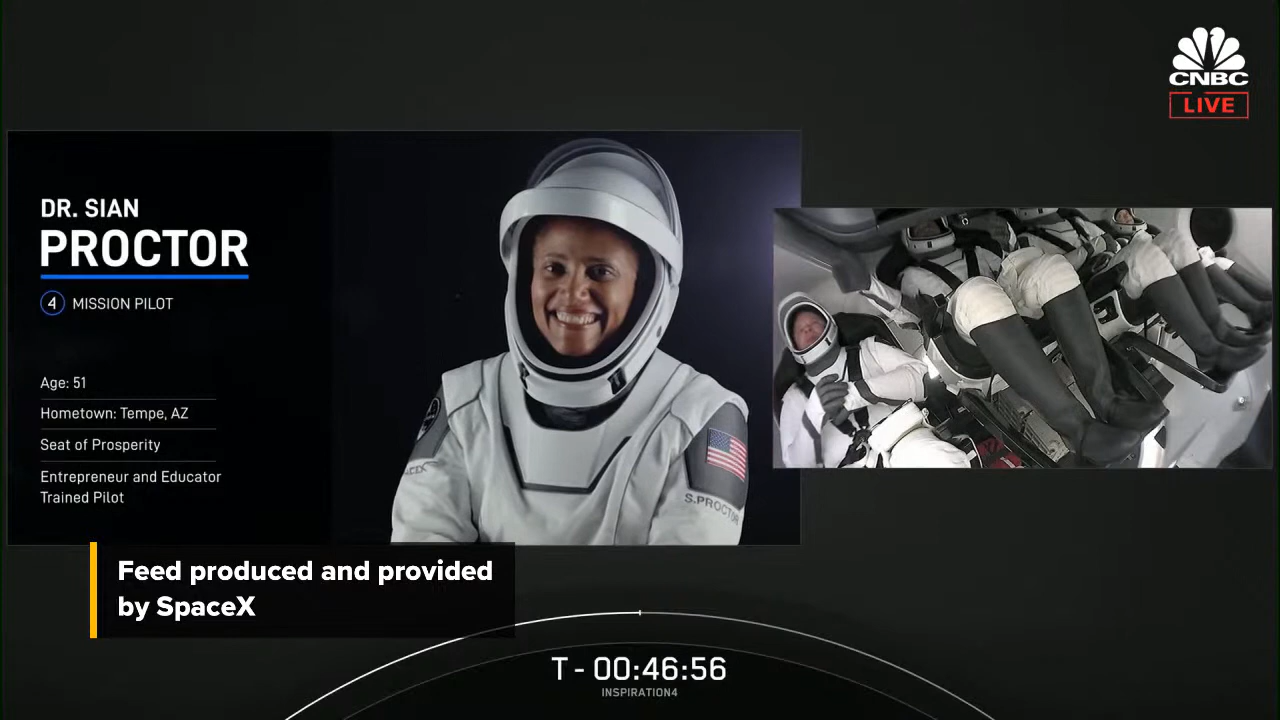 CNBC
LIVE
DR. SIAN
PROCTOR
4 MISSION PILOT
Age: 51
Hometown: Tempe, AZ
Seat of Prosperity
Entrepreneur and Educator
Trained Pilot
S.PROCTOR
Feed produced and provided
by SpaceX
T - 00:46:56
INSPIRATION4